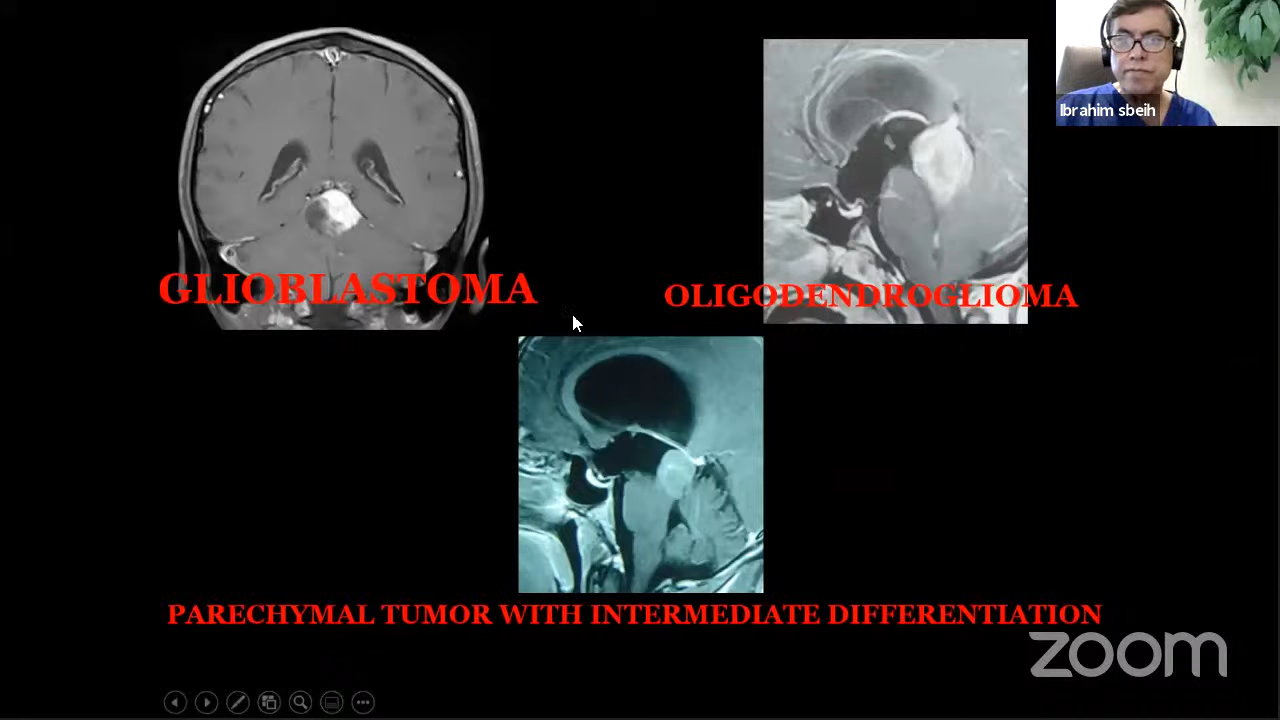 Ibrahim sbeih
GLIOBLASTOMA
OLIGODENDROGLIOMA
PARECHYMAL TUMOR WITH INTERMEDIATE DIFFERENTIATION
zoom